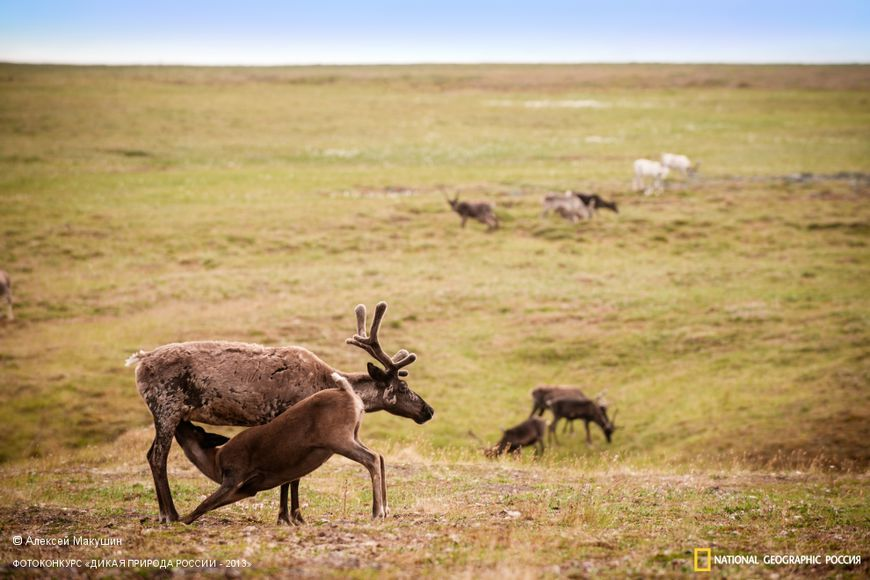 © Алексей Макушин
ФОТОКОНКУРС «ДИКАЯ ПРИРОДА РОССИИ - 2013»
NATIONAL GEOGRAPHIC РОССИЯ